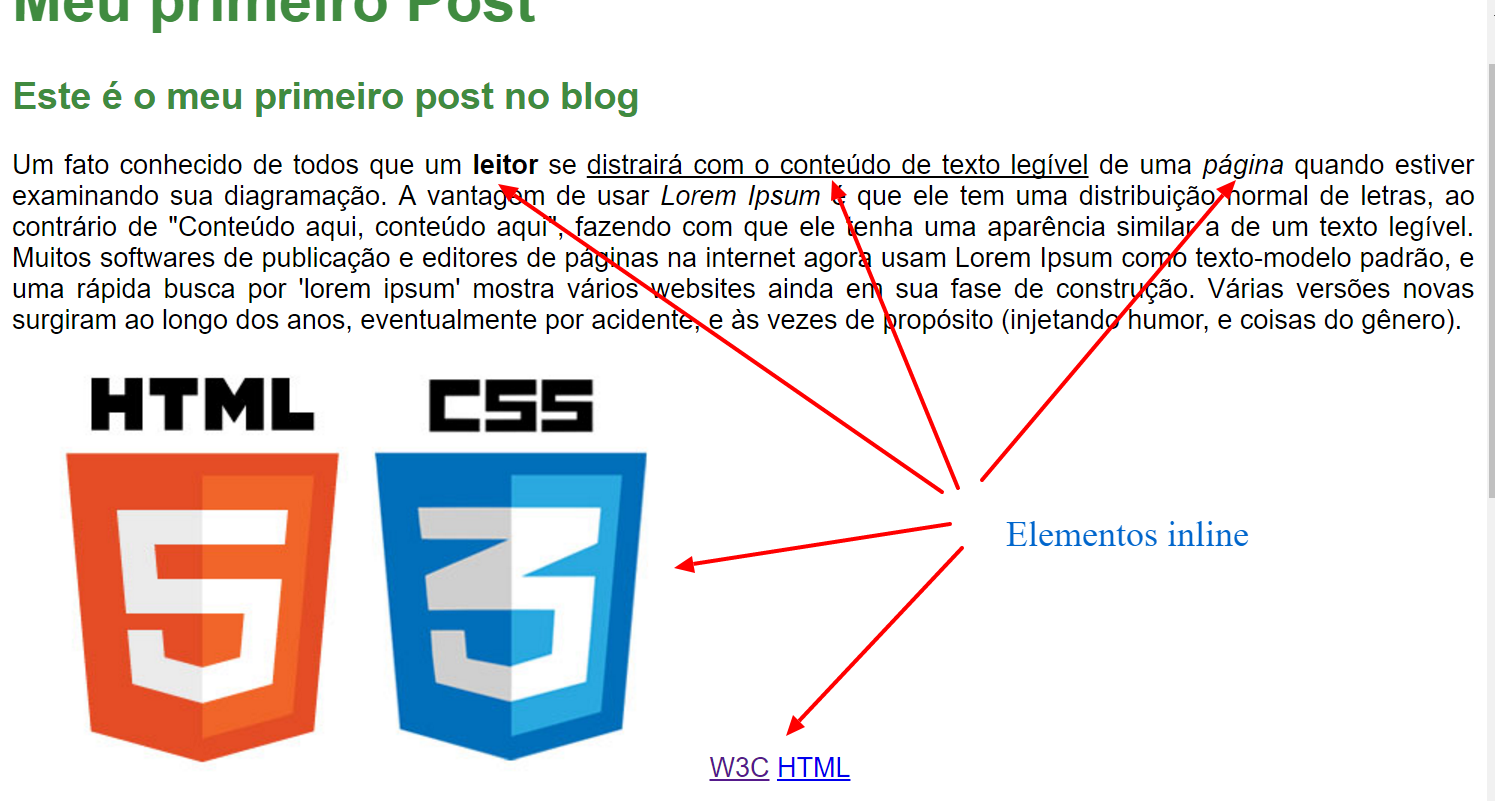 Meu primeiro Post
Este é o meu primeiro post no blog
Um fato conhecido de todos que um leitor se distrairá com o conteúdo de texto legível de uma página quando estiver
examinando sua diagramação. A vantagem de usar Lorem Ipsum é que ele tem uma distribuição normal de letras, ao
contrário de "Conteúdo aqui, conteúdo aqui", fazendo com que ele tenha uma aparência similar a de um texto legível.
Muitos softwares de publicação e editores de páginas na internet agora usam Lorem Ipsum como texto-modelo padrão, e
uma rápida busca por 'lorem ipsum' mostra vários websites ainda em sua fase de construção. Várias versões novas
surgiram ao longo dos anos, eventualmente por acidente, e às vezes de propósito (injetando humor, e coisas do gênero).
HTML CSS
5 3
Elementos inline
W3C HTML